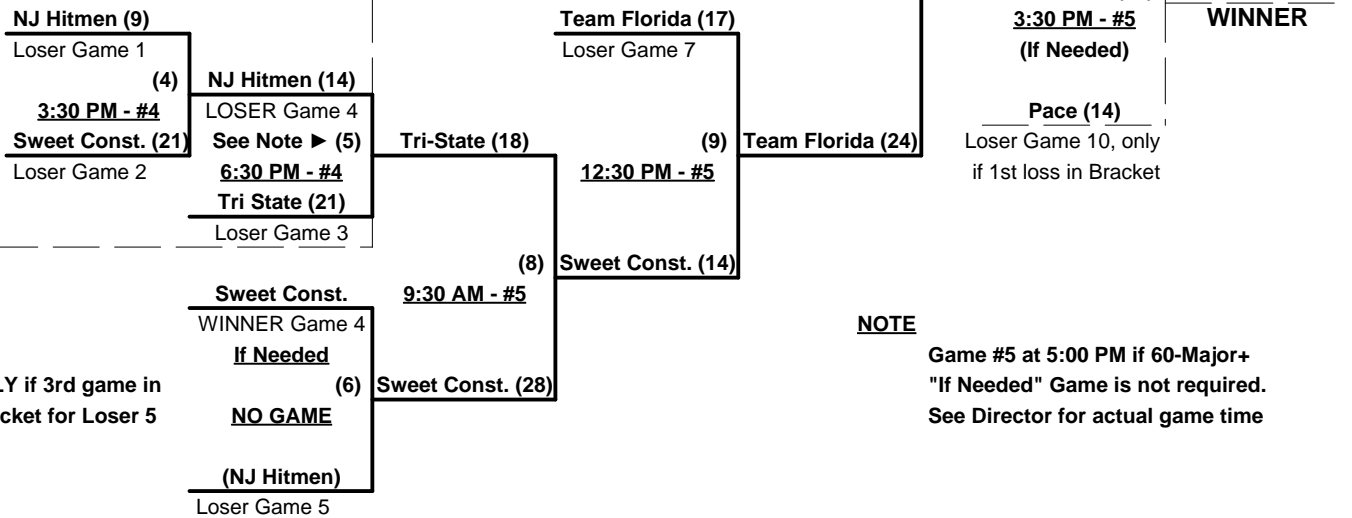 NJ Hitmen (9)
Loser Game 1
(4)
3:30 PM - #4
Sweet Const. (21)
Loser Game 2
NJ Hitmen (14)
LOSER Game 4
See Note ► (5)
6:30 PM - #4
Tri State (21)
Loser Game 3
Tri-State (18)
(8)
9:30 AM - #5
Sweet Const.
WINNER Game 4
If Needed
(6)
NO GAME
(NJ Hitmen)
Loser Game 5
Sweet Const. (28)
LY if 3rd game in
cket for Loser 5
Team Florida (17)
Loser Game 7
(9)
12:30 PM - #5
Sweet Const. (14)
Team Florida (24)
3:30 PM - #5
(If Needed)
Pace (14)
Loser Game 10, only
if 1st loss in Bracket
WINNER
NOTE
Game #5 at 5:00 PM if 60-Major+
"If Needed" Game is not required.
See Director for actual game time